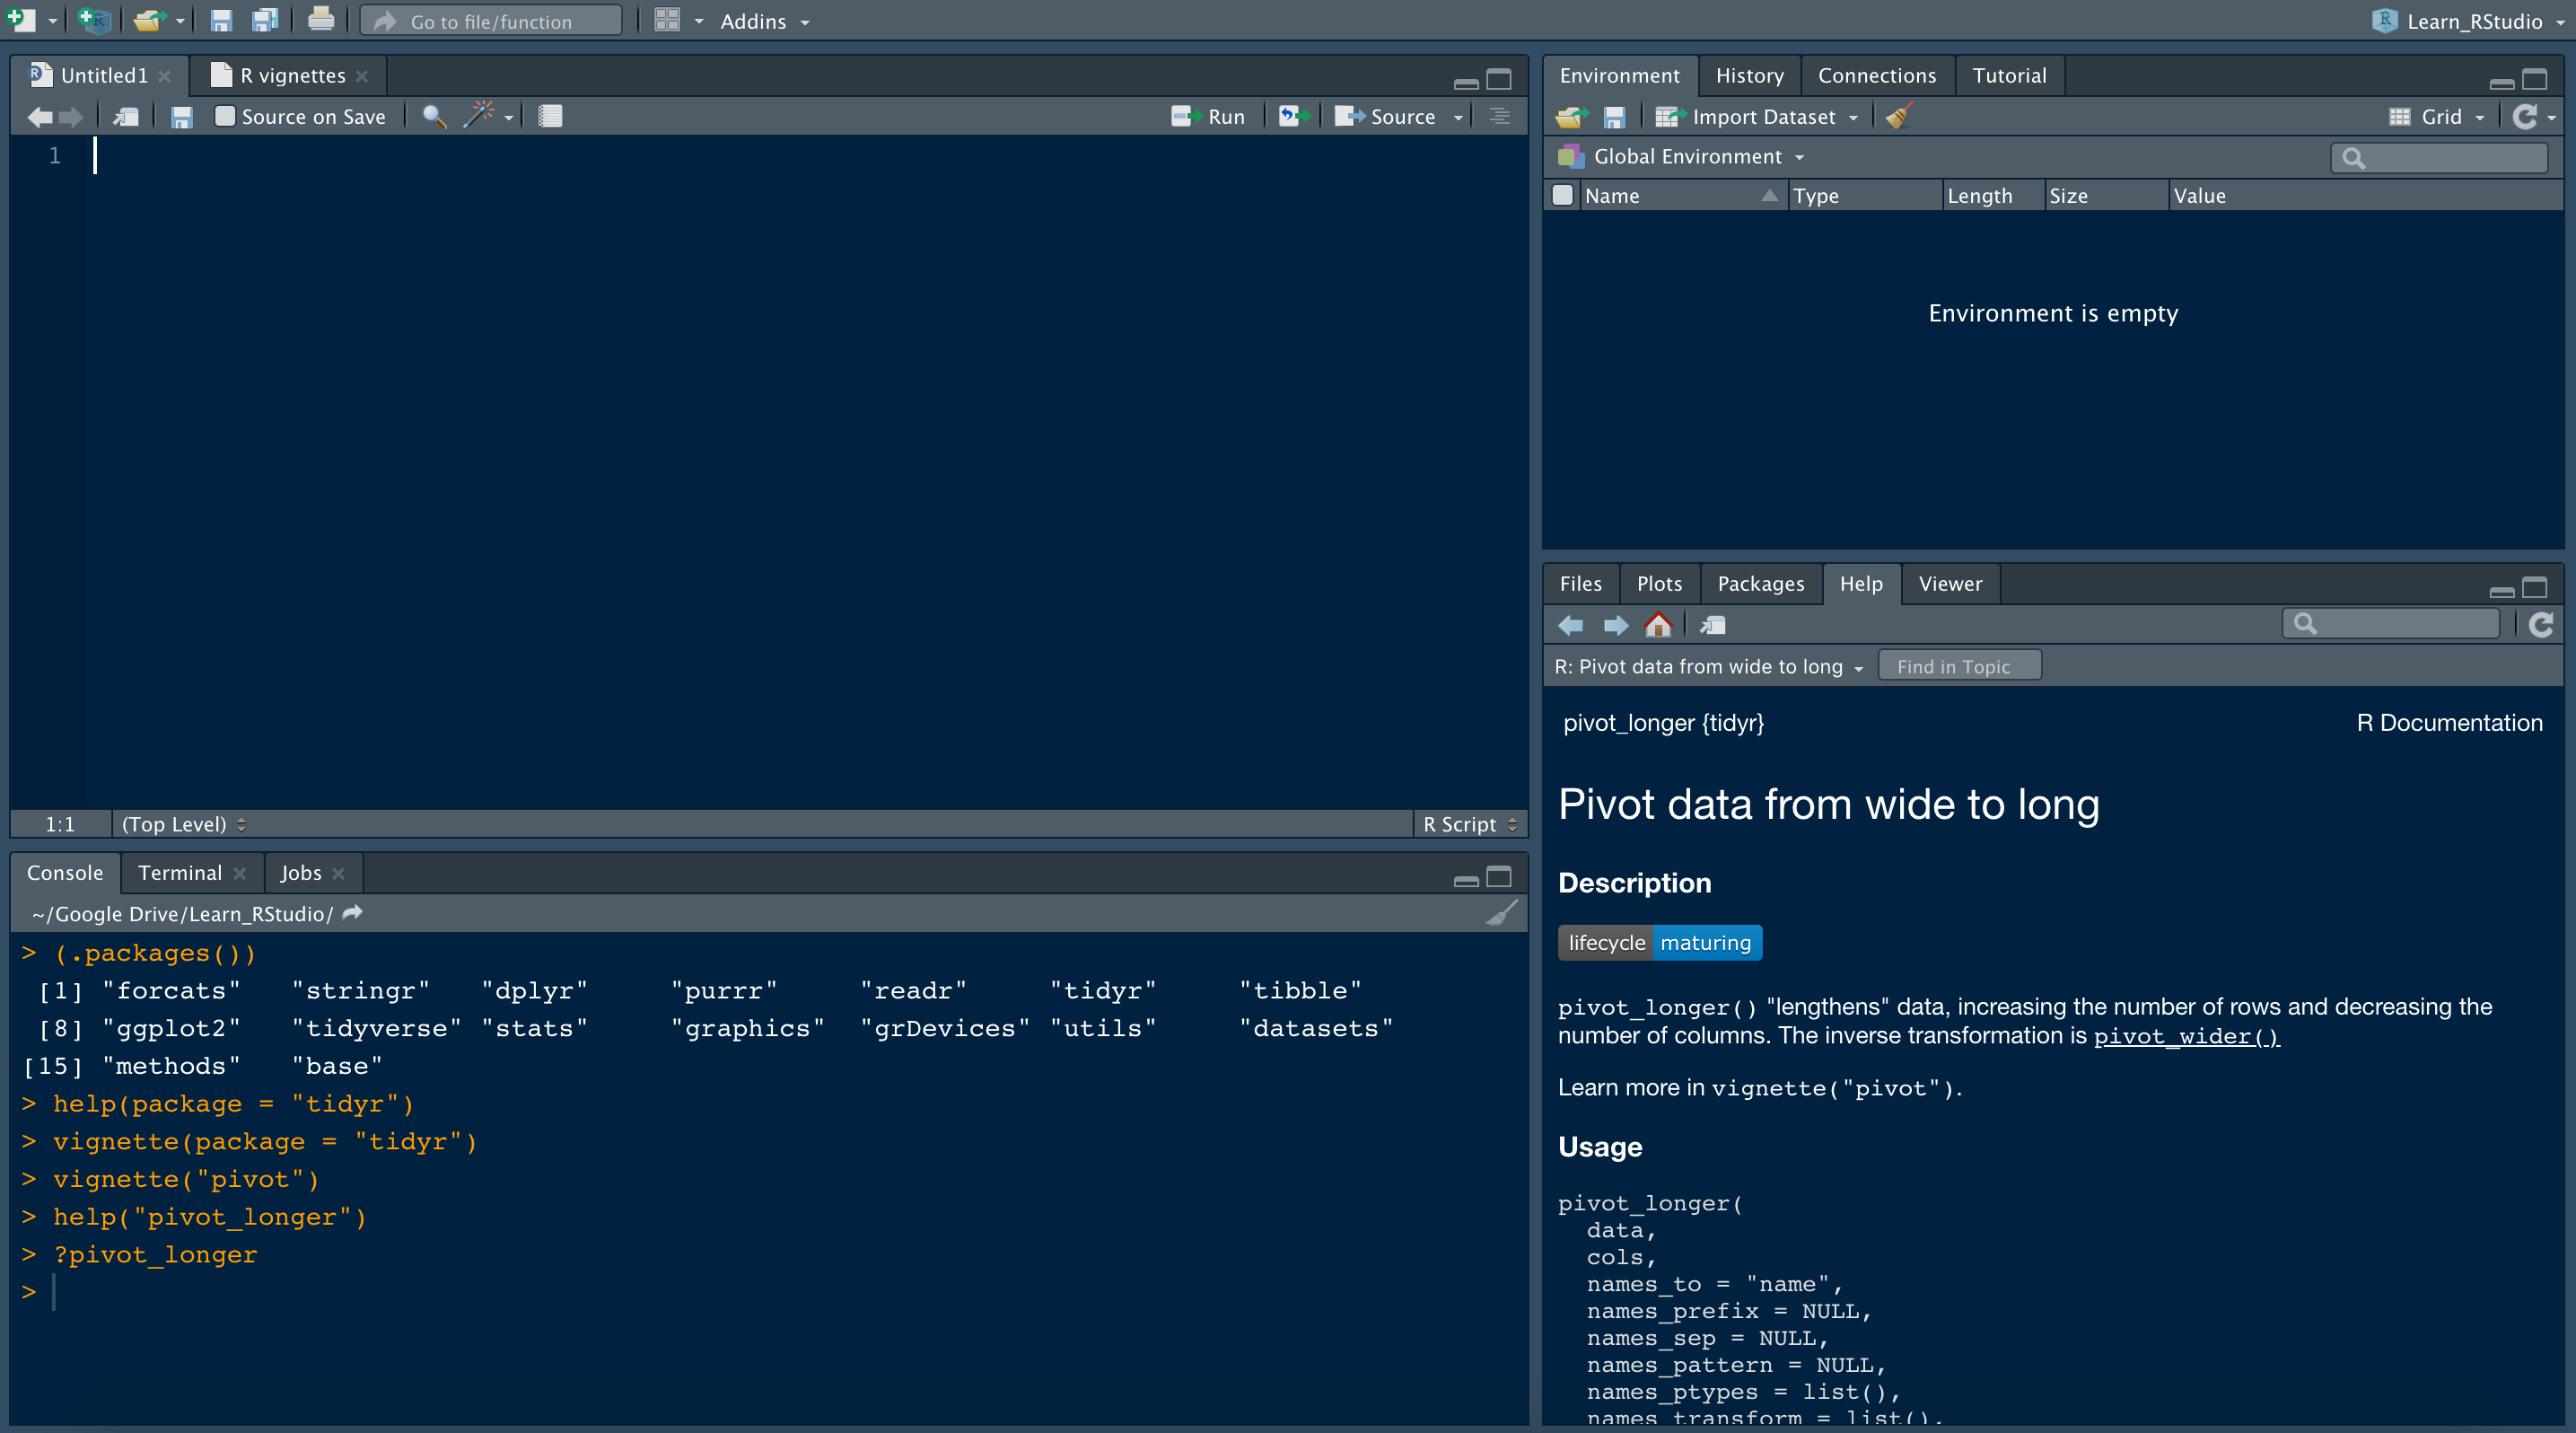 Go to file/function Addins Learn_RStudio
Untitled1 R vignettes
Source on Save Run Source
1
1:1 (Top Level) R Script
Console Terminal Jobs
~/Google Drive/Learn_RStudio/
> (.packages())
[1] "forcats" "stringr" "dplyr" "purrr" "readr" "tidyr" "tibble"
[8] "ggplot2" "tidyverse" "stats" "graphics" "grDevices" "utils" "datasets"
[15] "methods" "base"
> help(package = "tidyr")
> vignette(package = "tidyr")
> vignette("pivot")
> help("pivot_longer")
> ?pivot_longer
>
Environment History Connections Tutorial
Import Dataset Grid
Global Environment
Name Type Length Size Value
Environment is empty
Files Plots Packages Help Viewer
R: Pivot data from wide to long Find in Topic
pivot_longer {tidyr} R Documentation
Pivot data from wide to long
Description
lifecycle maturing
pivot_longer() "lengthens" data, increasing the number of rows and decreasing the
number of columns. The inverse transformation is pivot_wider()
Learn more in vignette("pivot").
Usage
pivot_longer(
data,
cols,
names_to = "name",
names_prefix = NULL,
names_sep = NULL,
names_pattern = NULL,
names_ptypes = list(),
names_transform = list(),